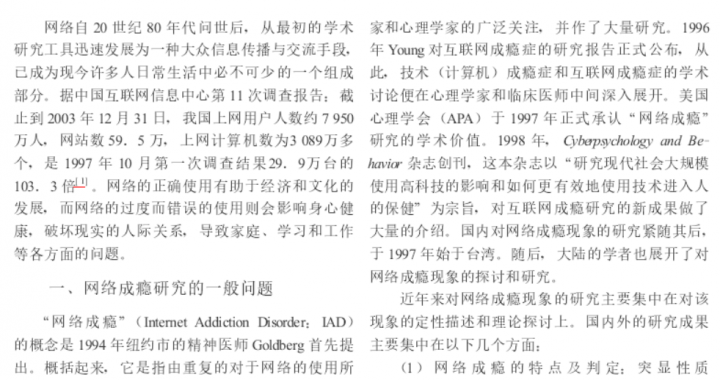 网络自 20 世纪 80 年代问世后，从最初的学术
研究工具迅速发展为一种大众信息传播与交流手段，
已成为现今许多人日常生活中必不可少的一个组成
部分。据中国互联网信息中心第 11 次调查报告：截
止到 2003 年 12 月 31 日，我国上网用户人数约 7 950
万人，网站数 59．5 万，上网计算机数为3 089万多
个，是 1997 年 10 月第一次调查结果29．9万台的
103．3 倍[1]。网络的正确使用有助于经济和文化的
发展，而网络的过度而错误的使用则会影响身心健
康，破坏现实的人际关系，导致家庭、学习和工作
等各方面的问题。
一、网络成瘾研究的一般问题
“网络成瘾”（Internet Addiction Disorder；IAD）
的概念是 1994 年纽约市的精神医师 Goldberg 首先提
出。概括起来，它是指由重复的对于网络的使用所
家和心理学家的广泛关注，并作了大量研究。1996
年 Young 对互联网成瘾症的研究报告正式公布，从
此，技术（计算机）成瘾症和互联网成瘾症的学术
讨论便在心理学家和临床医师中间深入展开。美国
心理学会（APA）于 1997 年正式承认“网络成瘾”
研究的学术价值。1998 年，Cyberpsychology and Be-
havior 杂志创刊，这本杂志以“研究现代社会大规模
使用高科技的影响和如何更有效地使用技术进入人
的保健”为宗旨，对互联网成瘾研究的新成果做了
大量的介绍。国内对网络成瘾现象的研究紧随其后，
于 1997 年始于台湾。随后，大陆的学者也展开了对
网络成瘾现象的探讨和研究。
近年来对网络成瘾现象的研究主要集中在对该
现象的定性描述和理论探讨上。国内外的研究成果
主要集中在以下几个方面：
（1）网络成瘾的特点及判定：突显性质